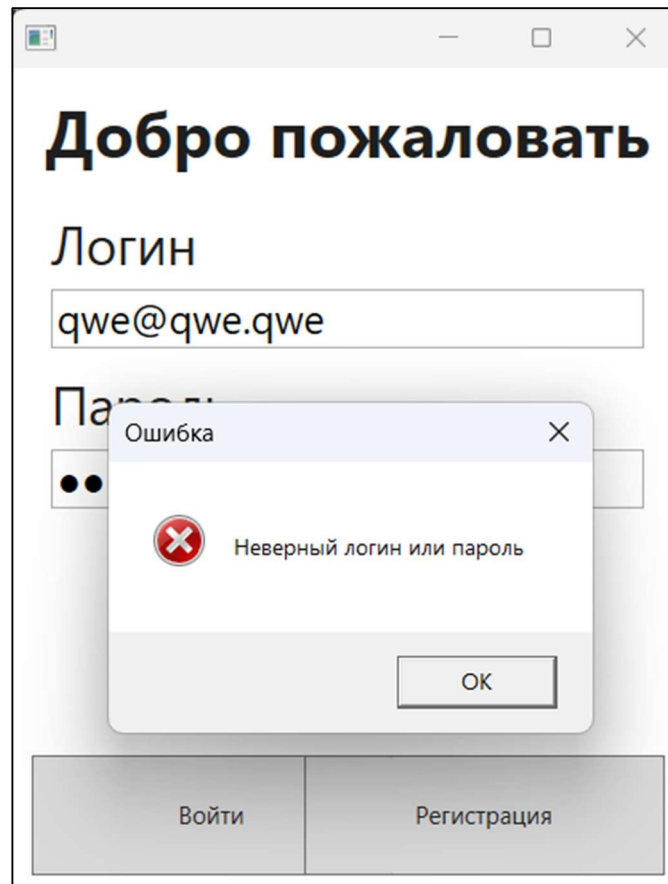 Добро пожаловать
Логин
qwe@qwe.qwe
Ошибка
Неверный логин или пароль
OK
Войти
Регистрация